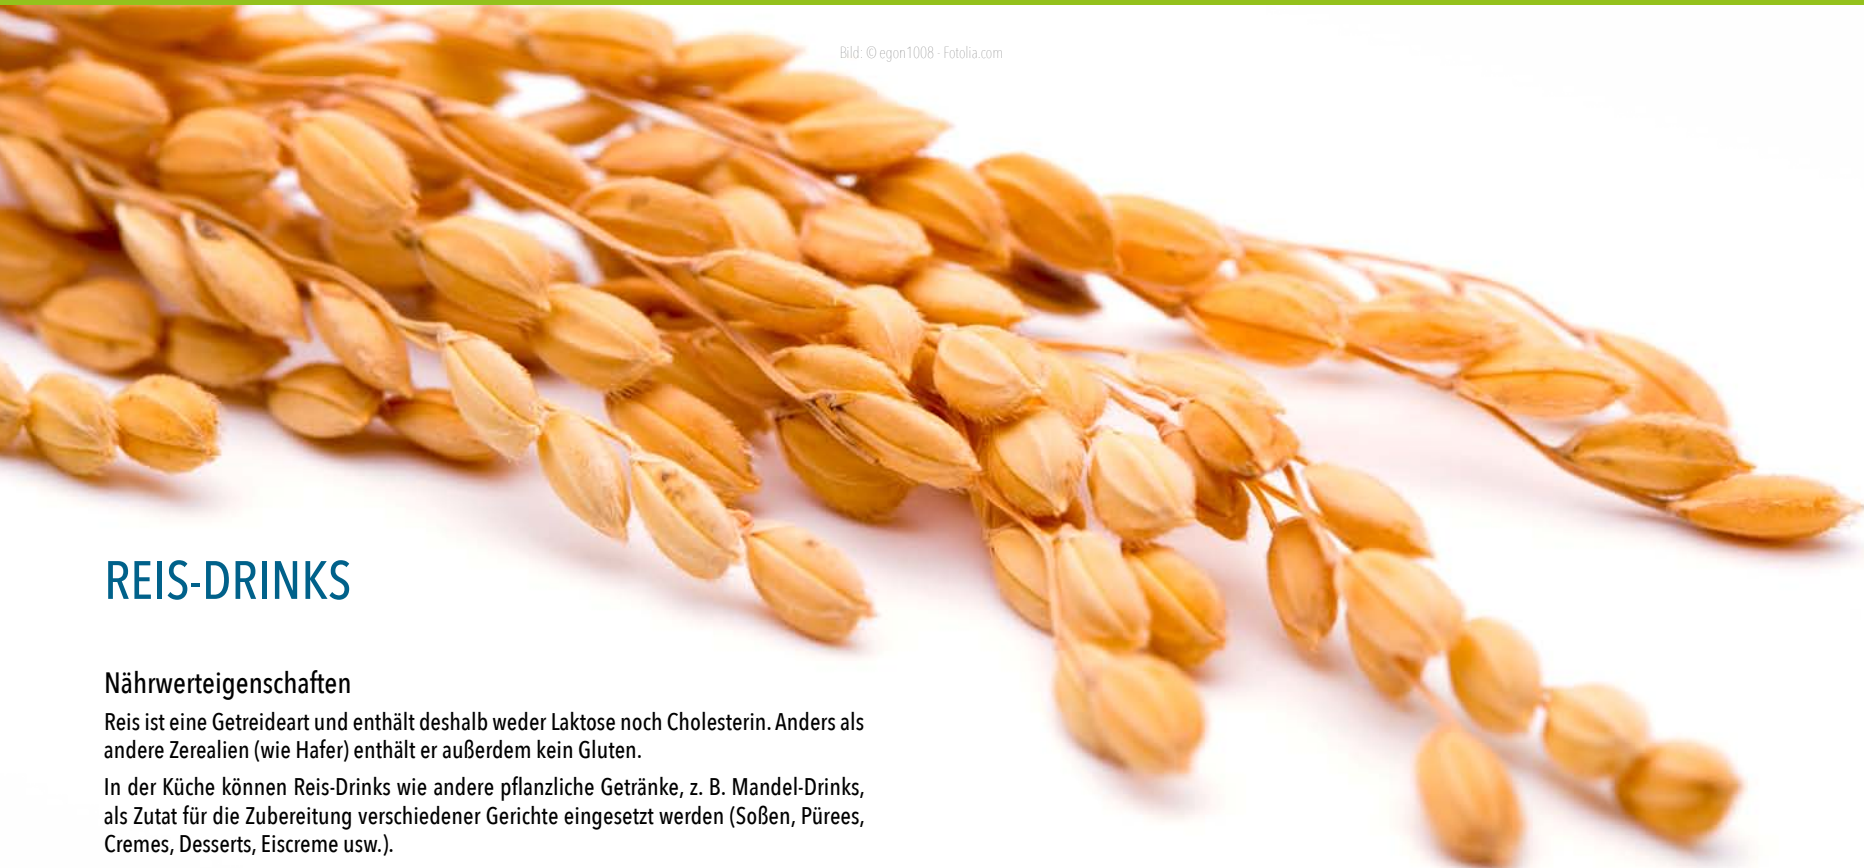 Bild: © egon1008 - Fotolia.com
REIS-DRINKS
Nährwerteigenschaften
Reis ist eine Getreideart und enthält deshalb weder Laktose noch Cholesterin. Anders als
andere Zerealien (wie Hafer) enthält er außerdem kein Gluten.
In der Küche können Reis-Drinks wie andere pflanzliche Getränke, z. B. Mandel-Drinks,
als Zutat für die Zubereitung verschiedener Gerichte eingesetzt werden (Soßen, Pürees,
Cremes, Desserts, Eiscreme usw.).